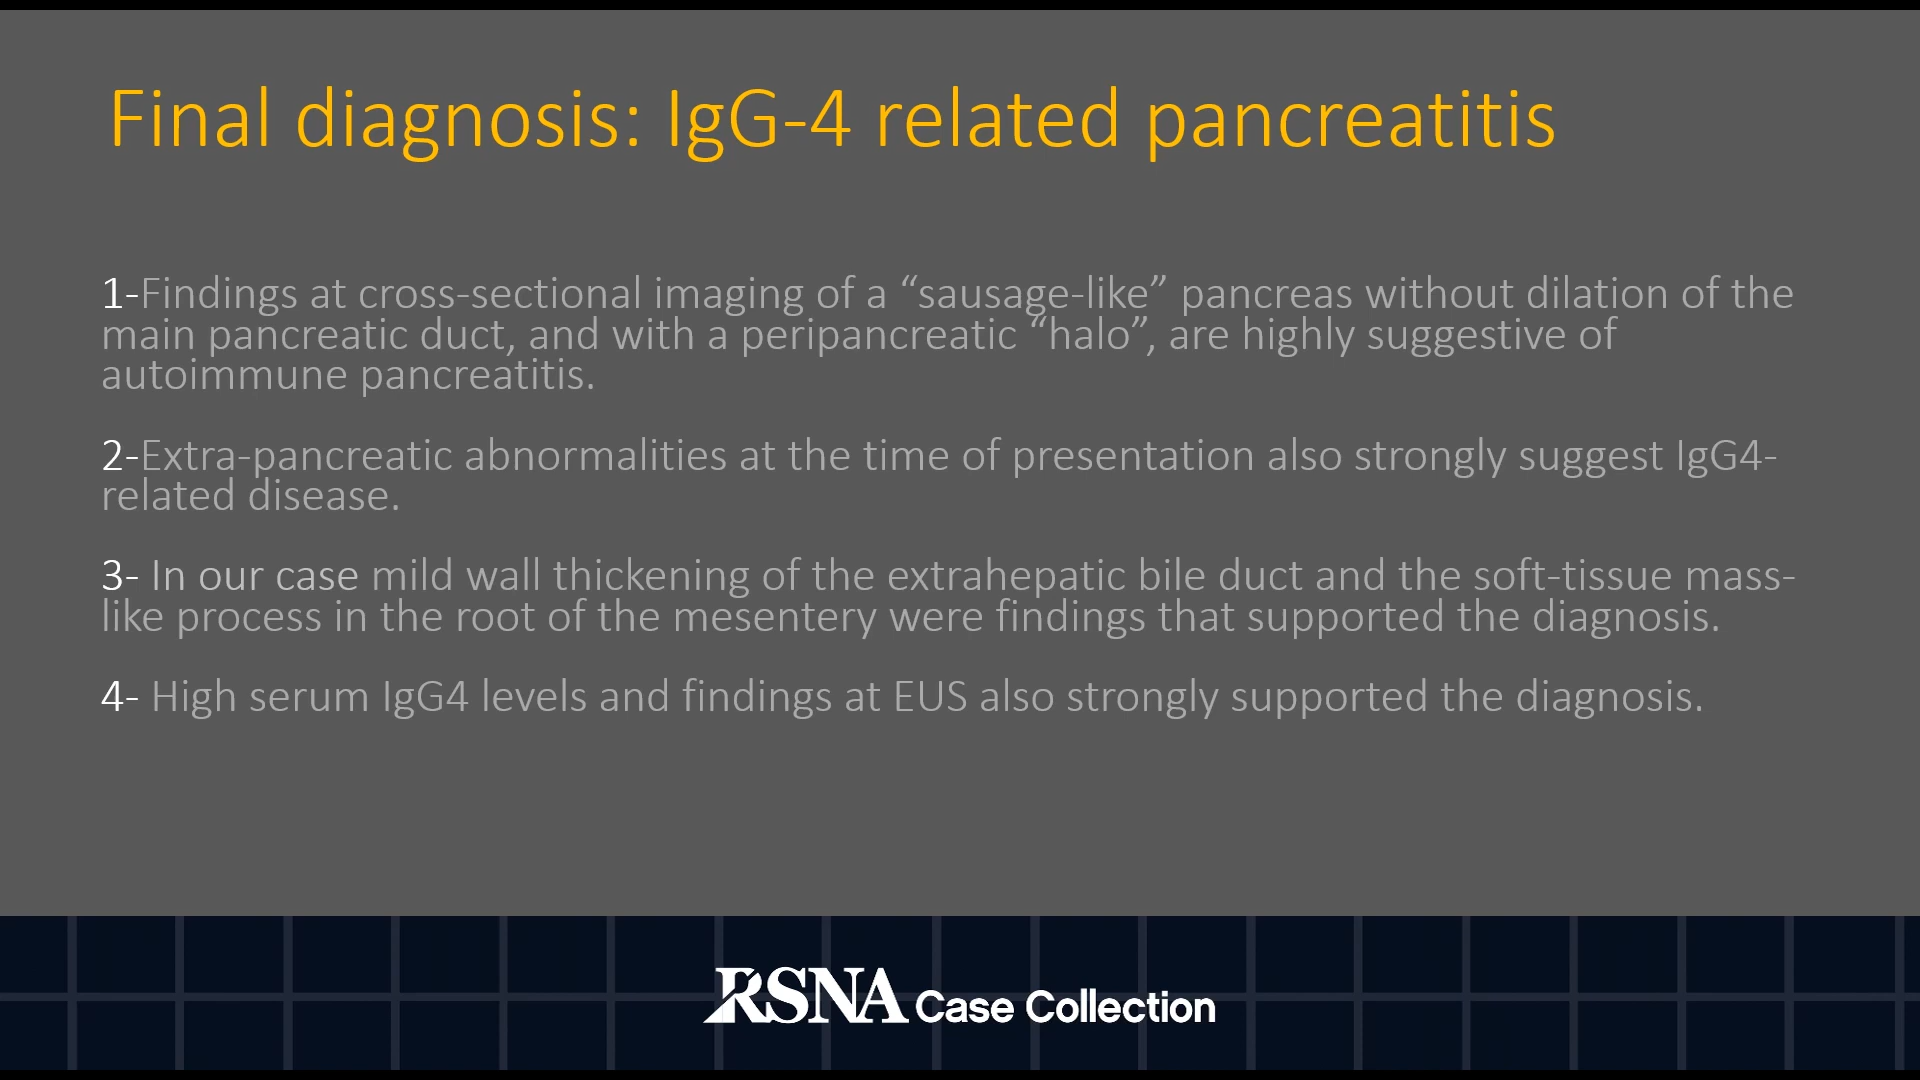 Final diagnosis: IgG-4 related pancreatitis
1-Findings at cross-sectional imaging of a “sausage-like” pancreas without dilation of the
main pancreatic duct, and with a peripancreatic “halo”, are highly suggestive of
autoimmune pancreatitis.
2-Extra-pancreatic abnormalities at the time of presentation also strongly suggest IgG4-
related disease.
3- In our case mild wall thickening of the extrahepatic bile duct and the soft-tissue mass-
like process in the root of the mesentery were findings that supported the diagnosis.
4- High serum IgG4 levels and findings at EUS also strongly supported the diagnosis.
RSNA Case Collection